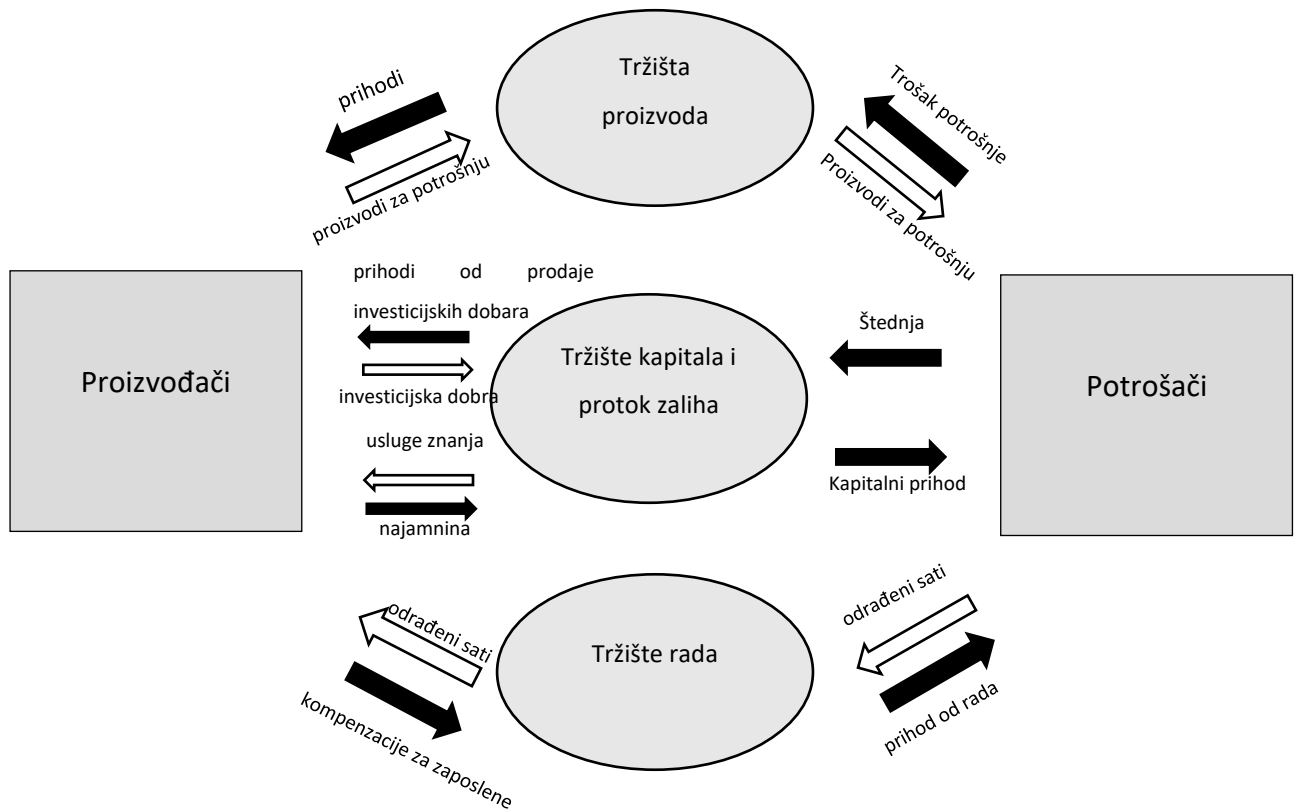 Tržišta
proizvoda
prihodi
proizvodi za potrošnju
Trošak potrošnje
Proizvodi za potrošnju
prihodi od prodaje
investicijskih dobara
investicijska dobra
usluge znanja
najamnina
Proizvođači
Tržište kapitala i
protok zaliha
Štednja
Kapitalni prihod
Potrošači
odrađeni sati
kompenzacije za zaposlene
Tržište rada
odrađeni sati
prihod od rada